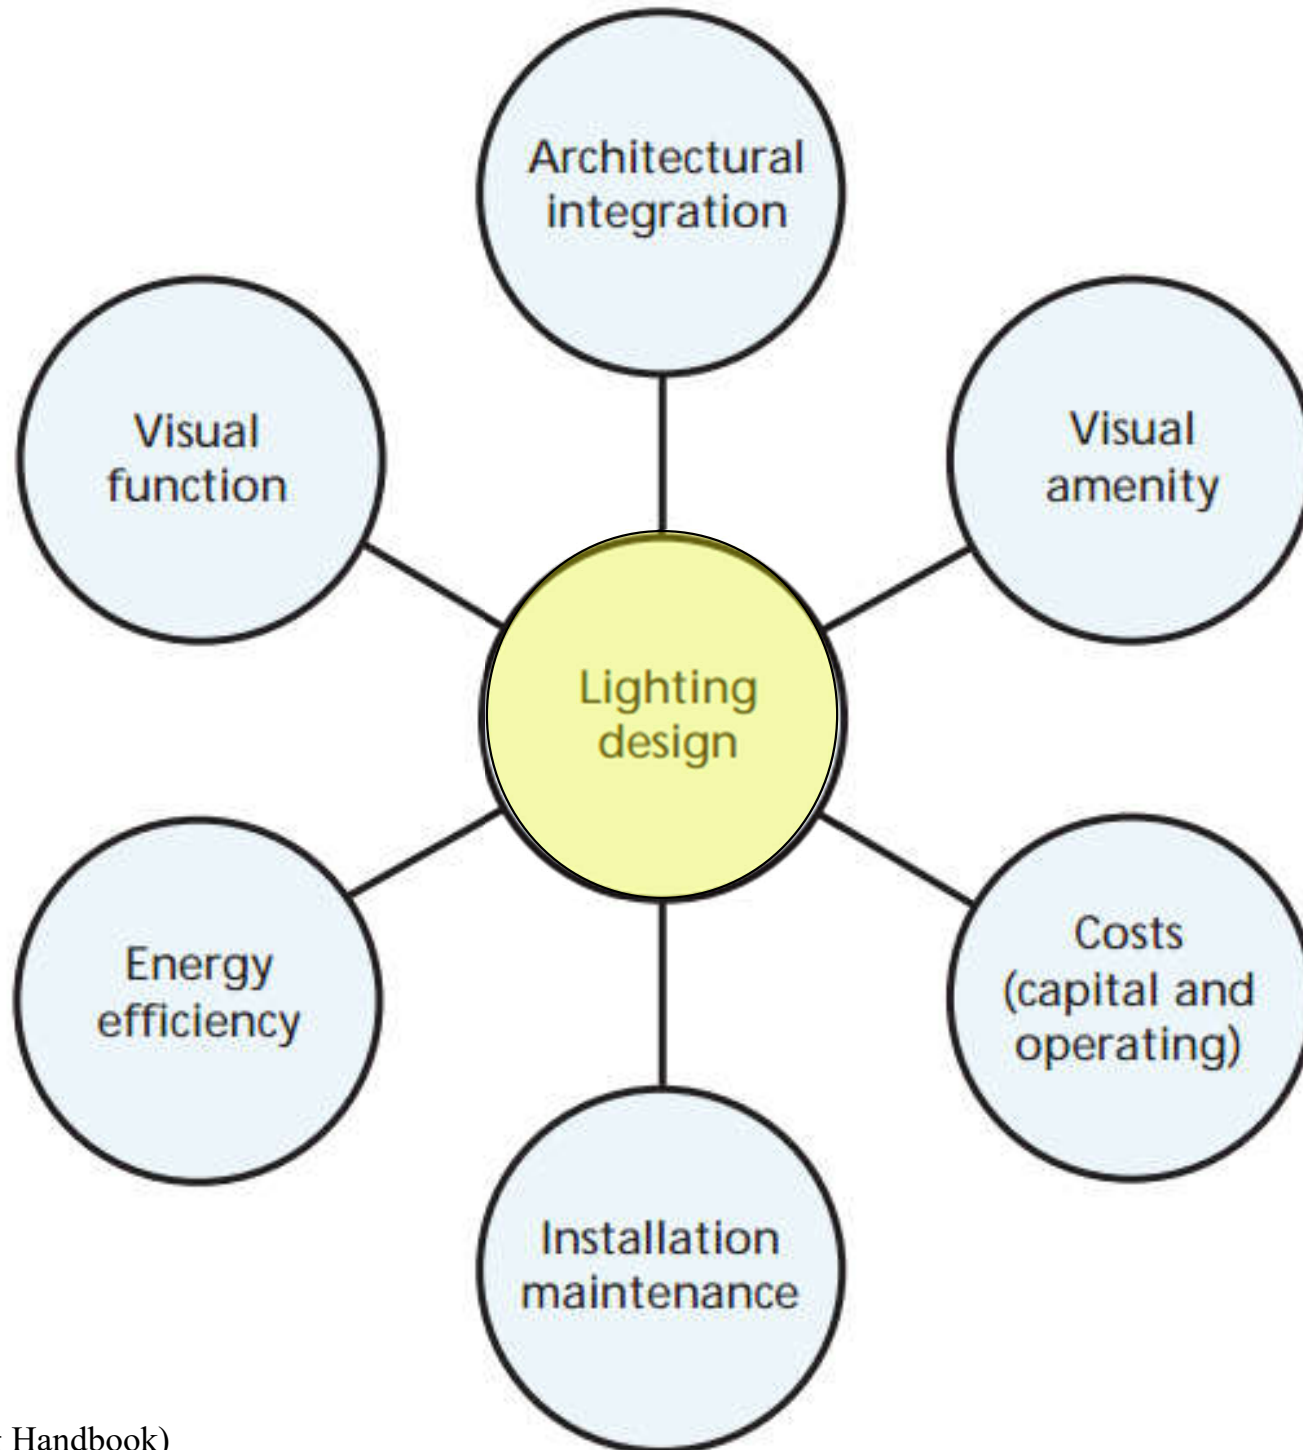 Architectural
integration
Visual
function
Visual
amenity
Lighting
design
Energy
efficiency
Costs
(capital and
operating)
Installation
maintenance
Handbook)